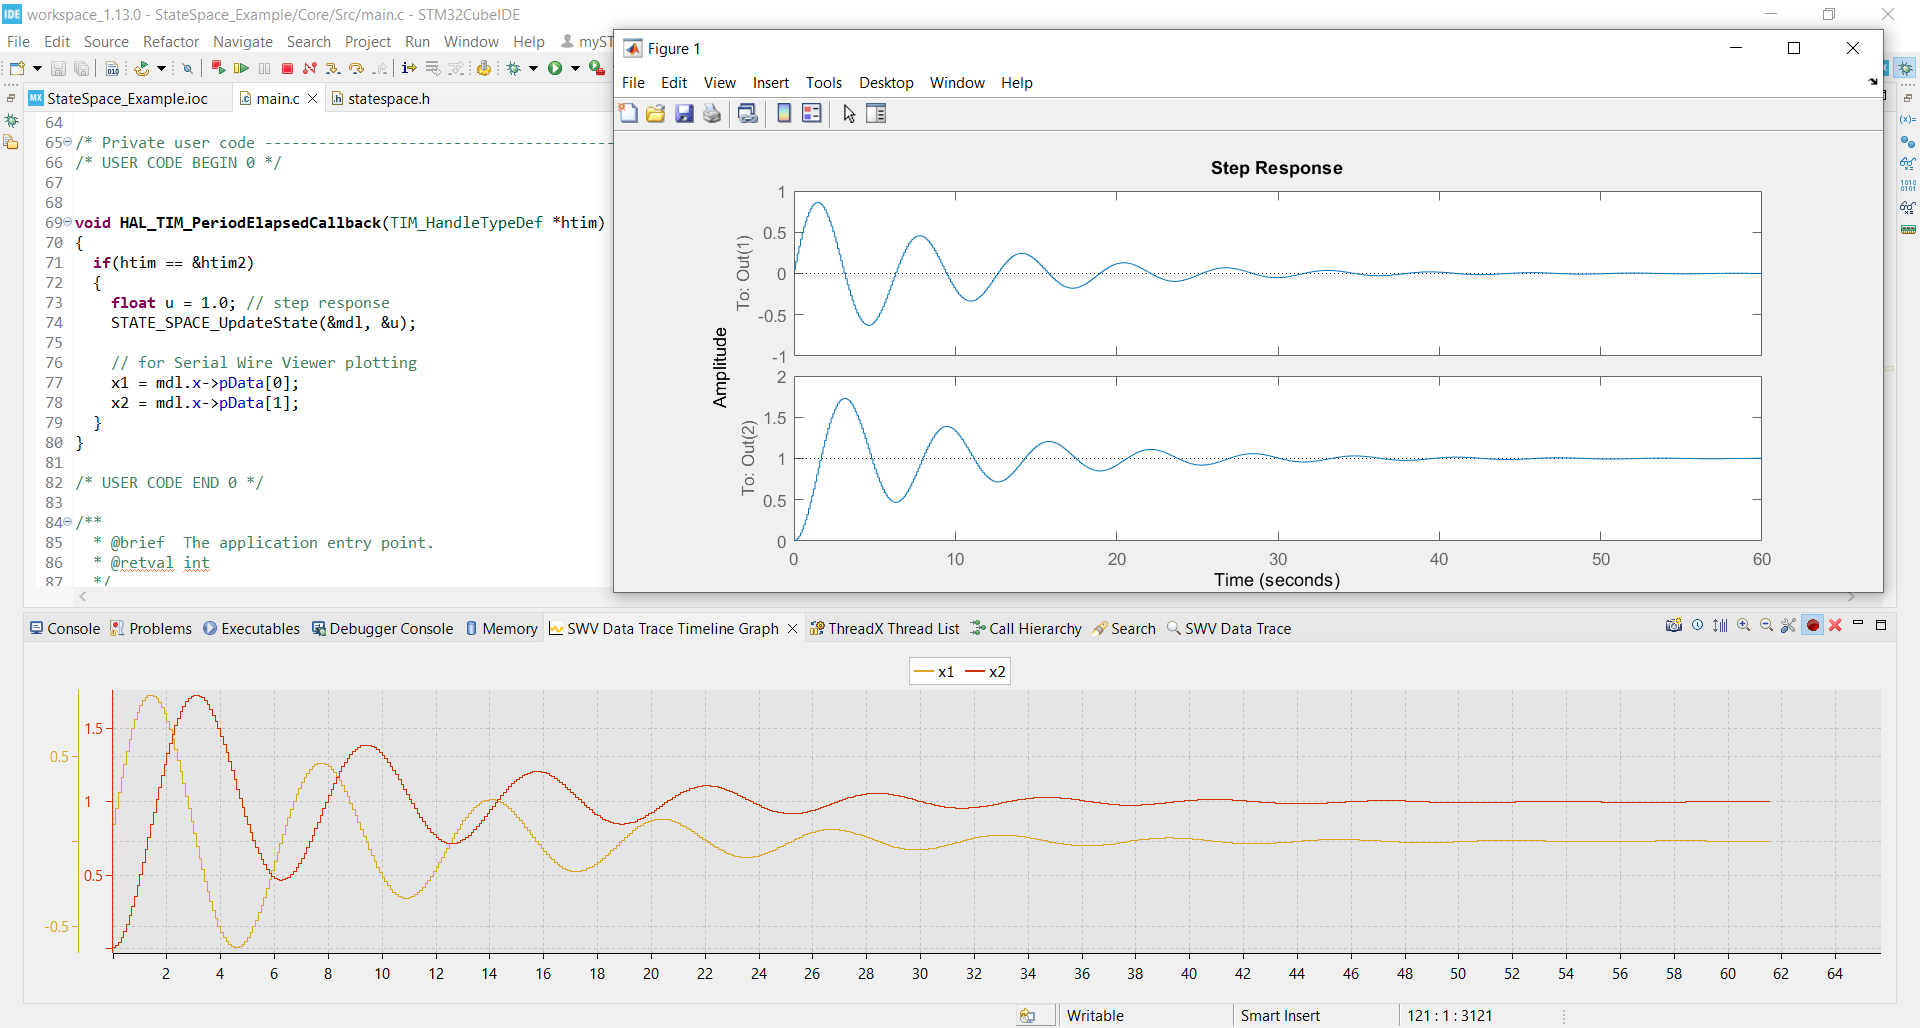 workspace_1.13.0 - StateSpace_Example/Core/Src/main.c - STM32CubeIDE
File Edit Source Refactor Navigate Search Project Run Window Help myST
StateSpace_Example.ioc main.c statespace.h
64
65 /* Private user code ---------------------------------------
66 /* USER CODE BEGIN 0 */
67
68
69 void HAL_TIM_PeriodElapsedCallback(TIM_HandleTypeDef *htim)
70 {
71 if(htim == &htim2)
72 {
73 float u = 1.0; // step response
74 STATE_SPACE_UpdateState(&mdl, &u);
75
76 // for Serial Wire Viewer plotting
77 x1 = mdl.x->pData[0];
78 x2 = mdl.x->pData[1];
79 }
80 }
81
82 /* USER CODE END 0 */
83
84 /**
85 * @brief The application entry point.
86 * @retval int
87 */
Figure 1
File Edit View Insert Tools Desktop Window Help
Step Response
Amplitude
To: Out(1)
1
0.5
0
-0.5
-1
To: Out(2)
2
1.5
1
0.5
0
0 10 20 30 40 50 60
Time (seconds)
Console Problems Executables Debugger Console Memory SWV Data Trace Timeline Graph ThreadX Thread List Call Hierarchy Search SWV Data Trace
x1 x2
0.5
-0.5
1.5
1
0.5
2 4 6 8 10 12 14 16 18 20 22 24 26 28 30 32 34 36 38 40 42 44 46 48 50 52 54 56 58 60 62 64
Writable Smart Insert 121 : 1 : 3121